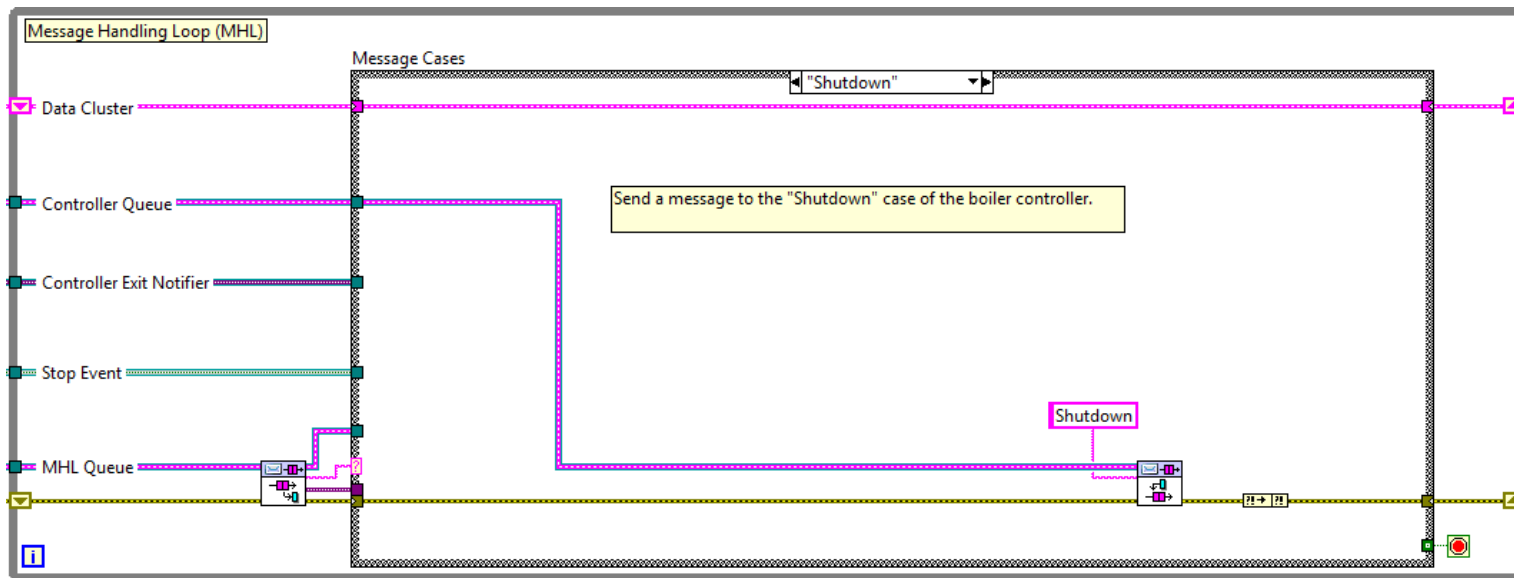 Message Handling Loop (MHL)
Message Cases
"Shutdown"
Data Cluster
Send a message to the "Shutdown" case of the boiler controller.
Controller Queue
Controller Exit Notifier
Stop Event
Shutdown
MHL Queue
?
?! ?!
i